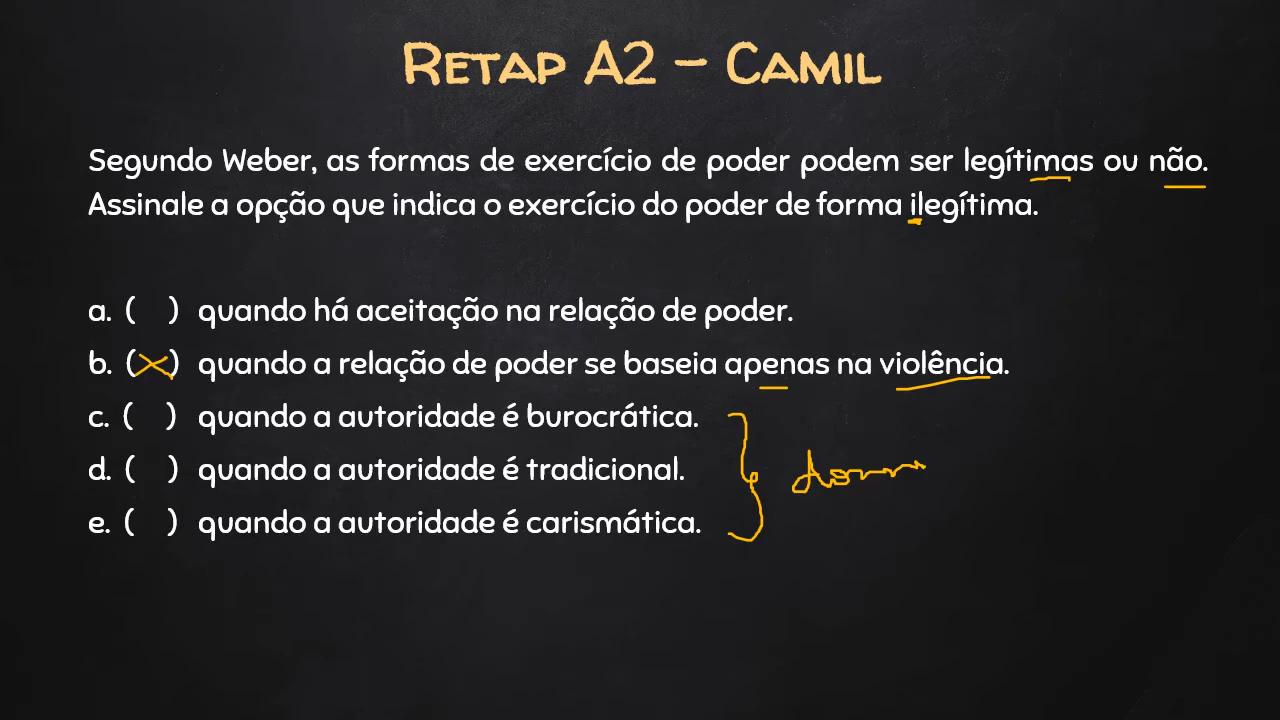 Retap A2 – Camil
Segundo Weber, as formas de exercício de poder podem ser legítimas ou não.
Assinale a opção que indica o exercício do poder de forma ilegítima.
a. ( ) quando há aceitação na relação de poder.
b. (X) quando a relação de poder se baseia apenas na violência.
c. ( ) quando a autoridade é burocrática.
d. ( ) quando a autoridade é tradicional.
e. ( ) quando a autoridade é carismática.